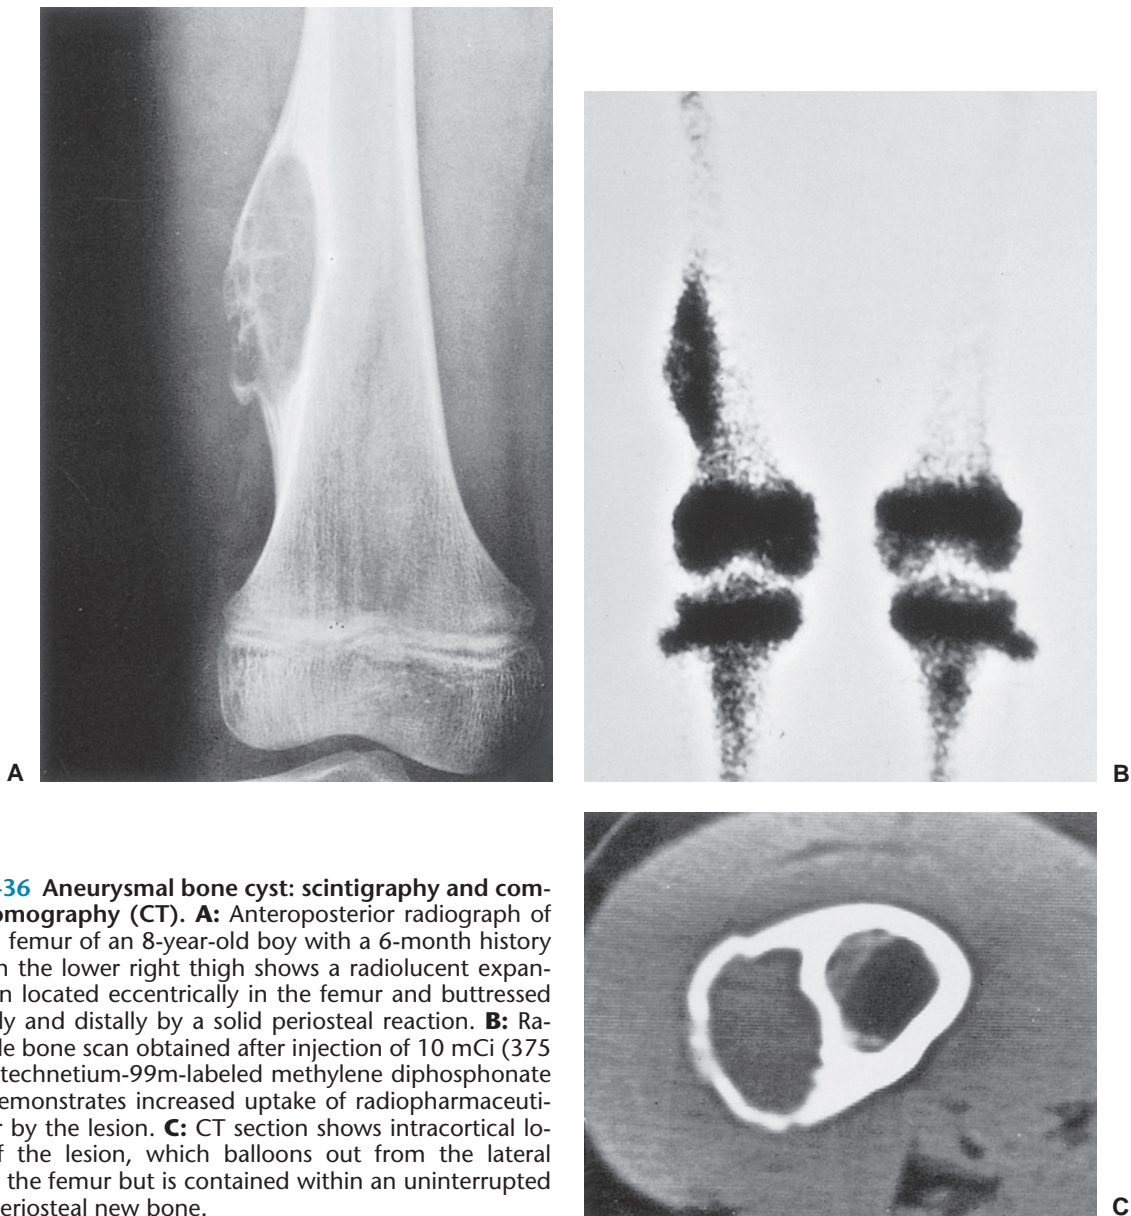 A
B
-36 Aneurysmal bone cyst: scintigraphy and com-
omography (CT). A: Anteroposterior radiograph of
femur of an 8-year-old boy with a 6-month history
n the lower right thigh shows a radiolucent expan-
n located eccentrically in the femur and buttressed
ly and distally by a solid periosteal reaction. B: Ra-
le bone scan obtained after injection of 10 mCi (375
technetium-99m-labeled methylene diphosphonate
emonstrates increased uptake of radiopharmaceuti-
r by the lesion. C: CT section shows intracortical lo-
f the lesion, which balloons out from the lateral
the femur but is contained within an uninterrupted
eriosteal new bone.
C